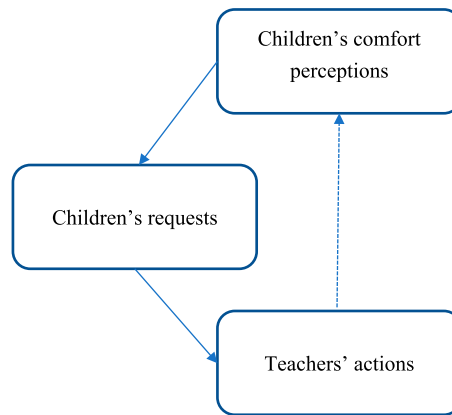 Children’s comfort
perceptions
Children’s requests
Teachers’ actions